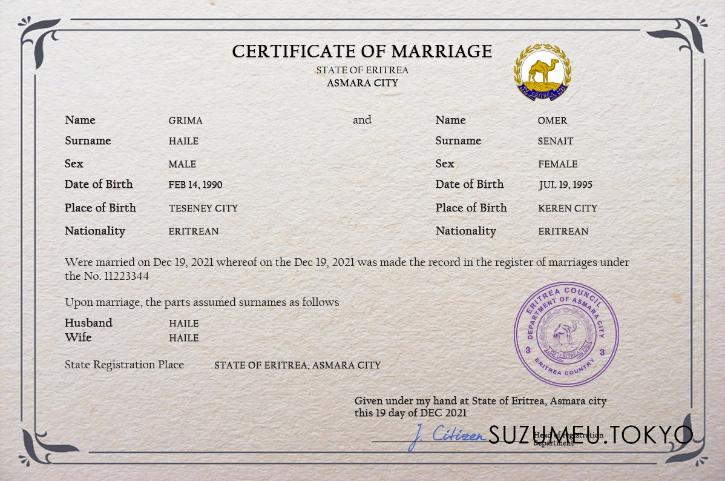 CERTIFICATE OF MARRIAGE
STATE OF ERITREA
ASMARA CITY
Name GRIMA and Name OMER
Surname HAILE Surname SENAIT
Sex MALE Sex FEMALE
Date of Birth FEB 14, 1990 Date of Birth JUL 19, 1995
Place of Birth TESENEY CITY Place of Birth KEREN CITY
Nationality ERITREAN Nationality ERITREAN
Were married on Dec 19, 2021 whereof on the Dec 19, 2021 was made the record in the register of marriages under
the No. 11223344
Upon marriage, the parts assumed surnames as follows
Husband HAILE
Wife HAILE
State Registration Place STATE OF ERITREA, ASMARA CITY
ERITREA COUNCIL
DEPARTMENT OF ASMARA CITY
3 3
ERITREA COUNTRY
Given under my hand at State of Eritrea, Asmara city
this 19 day of DEC 2021
J. Citizen
Head of registration
department
SUZUMEU.TOKYO